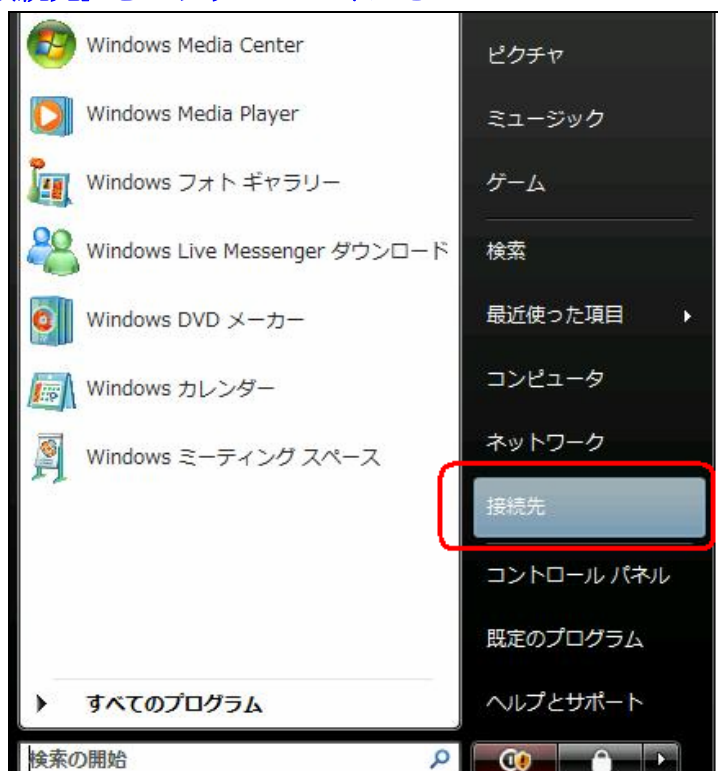 Windows Media Center
Windows Media Player
Windows フォト ギャラリー
Windows Live Messenger ダウンロード
Windows DVD メーカー
Windows カレンダー
Windows ミーティング スペース
すべてのプログラム
検索の開始
ピクチャ
ミュージック
ゲーム
検索
最近使った項目
コンピュータ
ネットワーク
接続先
コントロール パネル
既定のプログラム
ヘルプとサポート